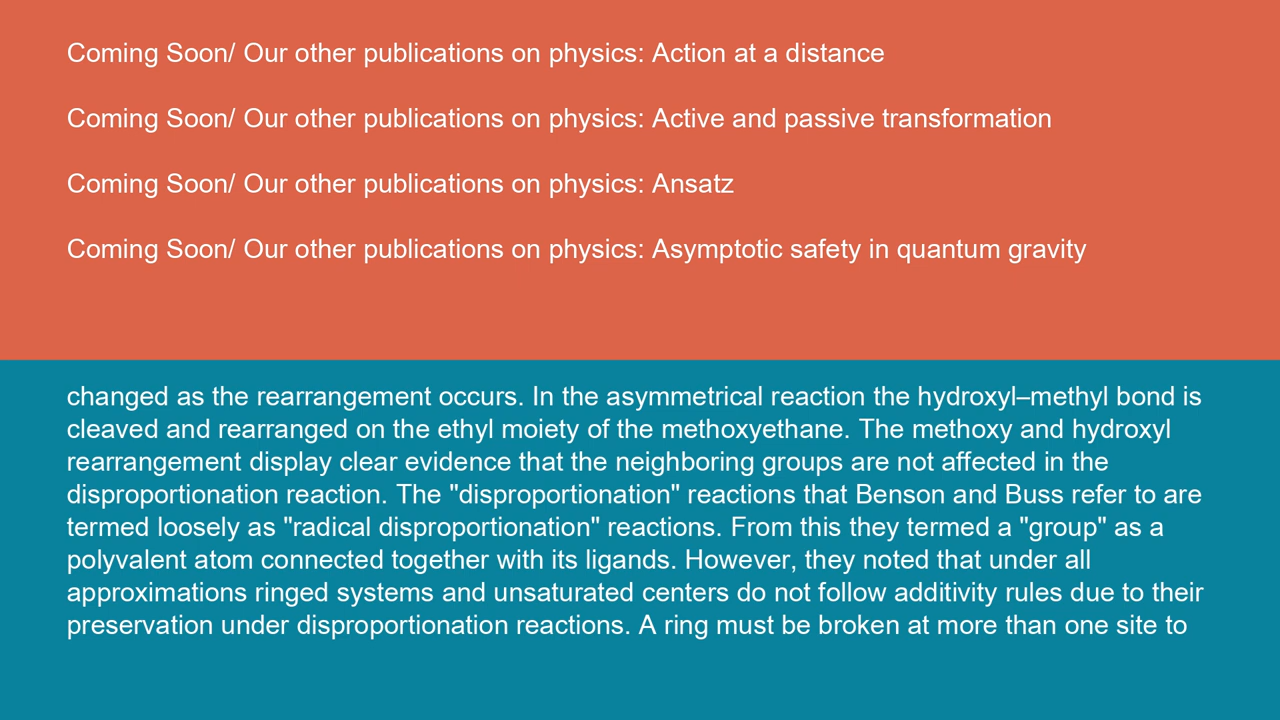 Coming Soon/ Our other publications on physics: Action at a distance
Coming Soon/ Our other publications on physics: Active and passive transformation
Coming Soon/ Our other publications on physics: Ansatz
Coming Soon/ Our other publications on physics: Asymptotic safety in quantum gravity
changed as the rearrangement occurs. In the asymmetrical reaction the hydroxyl–methyl bond is
cleaved and rearranged on the ethyl moiety of the methoxyethane. The methoxy and hydroxyl
rearrangement display clear evidence that the neighboring groups are not affected in the
disproportionation reaction. The "disproportionation" reactions that Benson and Buss refer to are
termed loosely as "radical disproportionation" reactions. From this they termed a "group" as a
polyvalent atom connected together with its ligands. However, they noted that under all
approximations ringed systems and unsaturated centers do not follow additivity rules due to their
preservation under disproportionation reactions. A ring must be broken at more than one site to